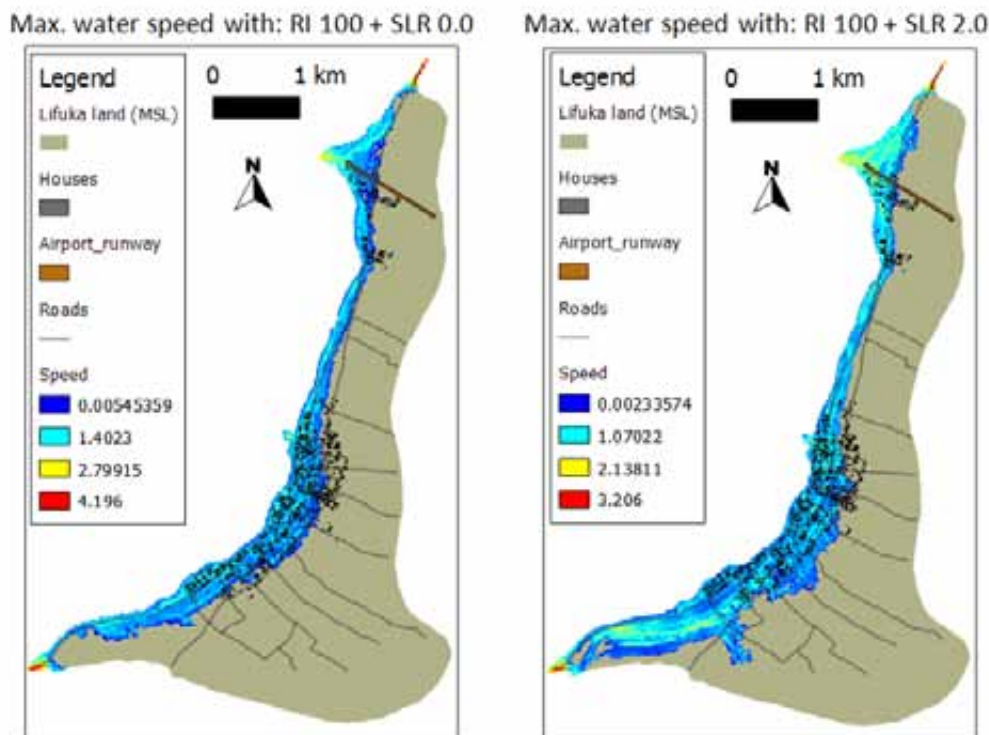 Max. water speed with: RI 100 + SLR 0.0
Legend
Lifuka land (MSL)
Houses
Airport_runway
Roads
Speed
0.00545359
1.4023
2.79915
4.196
0 1 km
N
Max. water speed with: RI 100 + SLR 2.0
Legend
Lifuka land (MSL)
Houses
Airport_runway
Roads
Speed
0.00233574
1.07022
2.13811
3.206
0 1 km
N